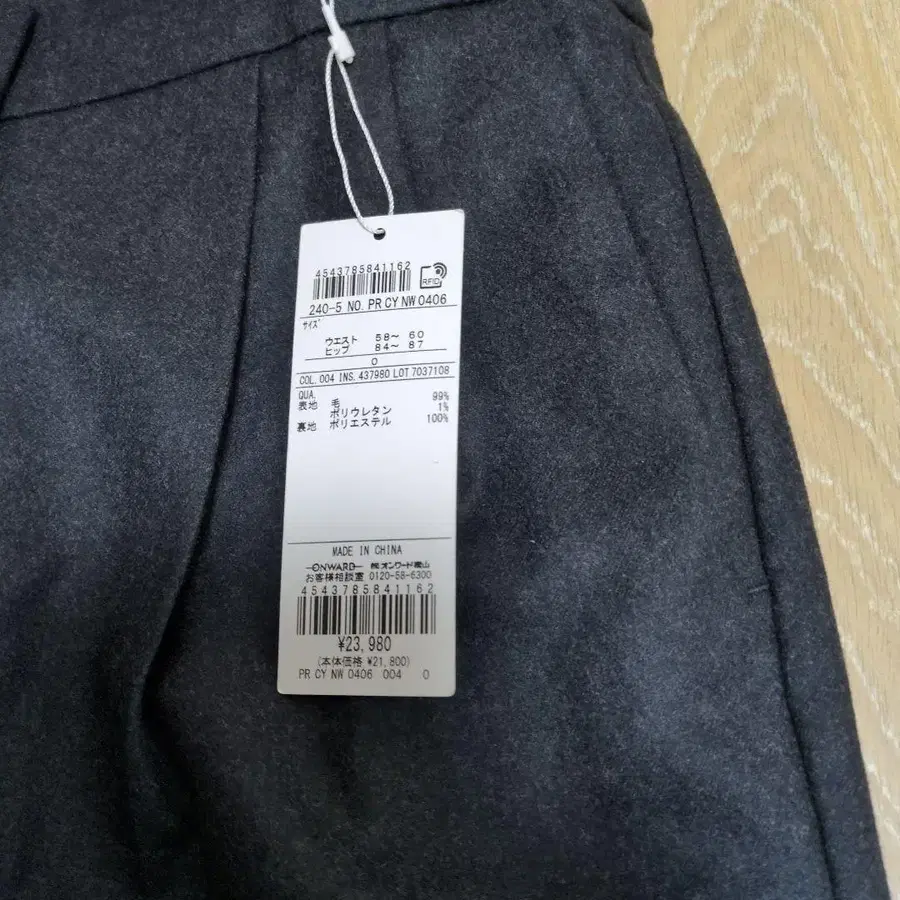 4543785841162
RFID
240-5 NO. PR CY NW 0406
サイズ
ウエスト 58～ 60
ヒップ 84～ 87
0
COL. 004 INS. 437980 LOT 7037108
QUA.
表地 毛 99%
ポリウレタン 1%
裏地 ポリエステル 100%
MADE IN CHINA
ONWARD ㈱オンワード樫山
お客様相談室 0120-58-6300
4543785841162
¥23,980
(本体価格 ¥21,800)
PR CY NW 0406 004 0